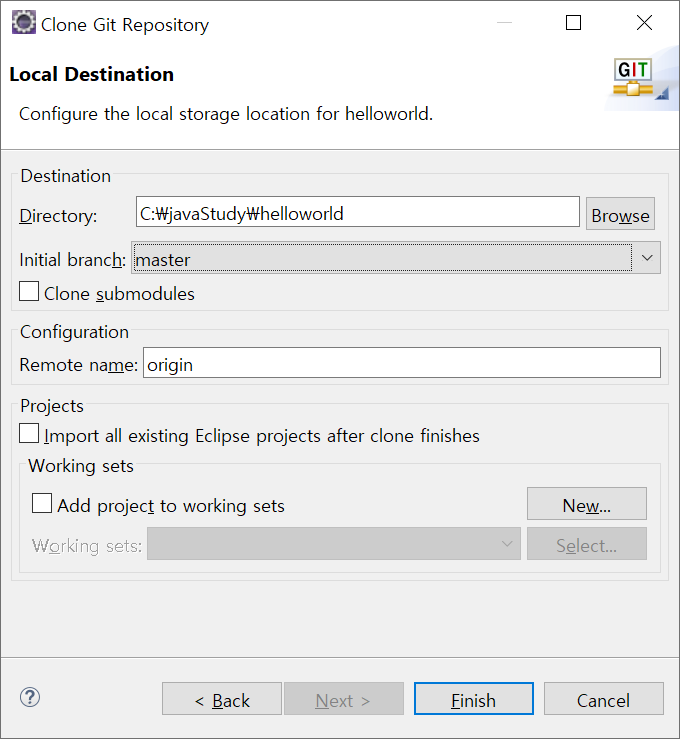 Clone Git Repository
Local Destination
GIT
Configure the local storage location for helloworld.
Destination
Directory: C:₩javaStudy₩helloworld Browse
Initial branch: master
Clone submodules
Configuration
Remote name: origin
Projects
Import all existing Eclipse projects after clone finishes
Working sets
Add project to working sets New...
Working sets: Select...
? < Back Next > Finish Cancel